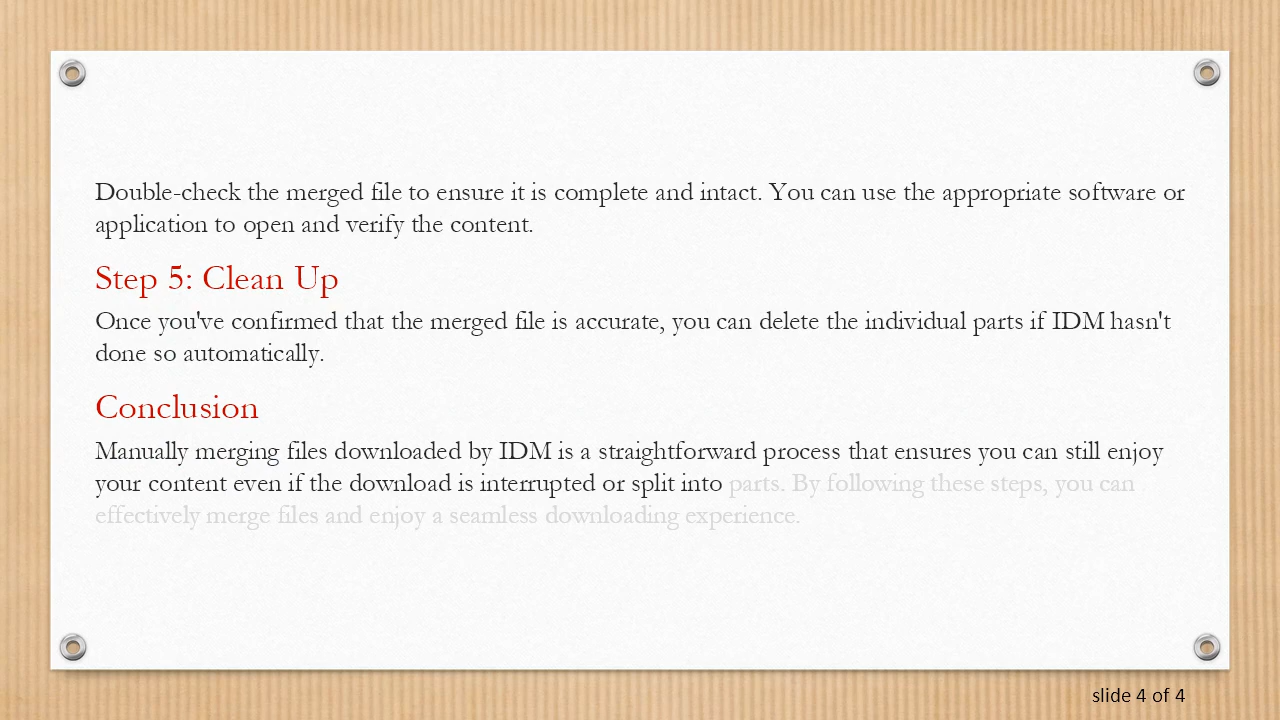 Double-check the merged file to ensure it is complete and intact. You can use the appropriate software or
application to open and verify the content.
Step 5: Clean Up
Once you've confirmed that the merged file is accurate, you can delete the individual parts if IDM hasn't
done so automatically.
Conclusion
Manually merging files downloaded by IDM is a straightforward process that ensures you can still enjoy
your content even if the download is interrupted or split into parts. By following these steps, you can
effectively merge files and enjoy a seamless downloading experience.
slide 4 of 4